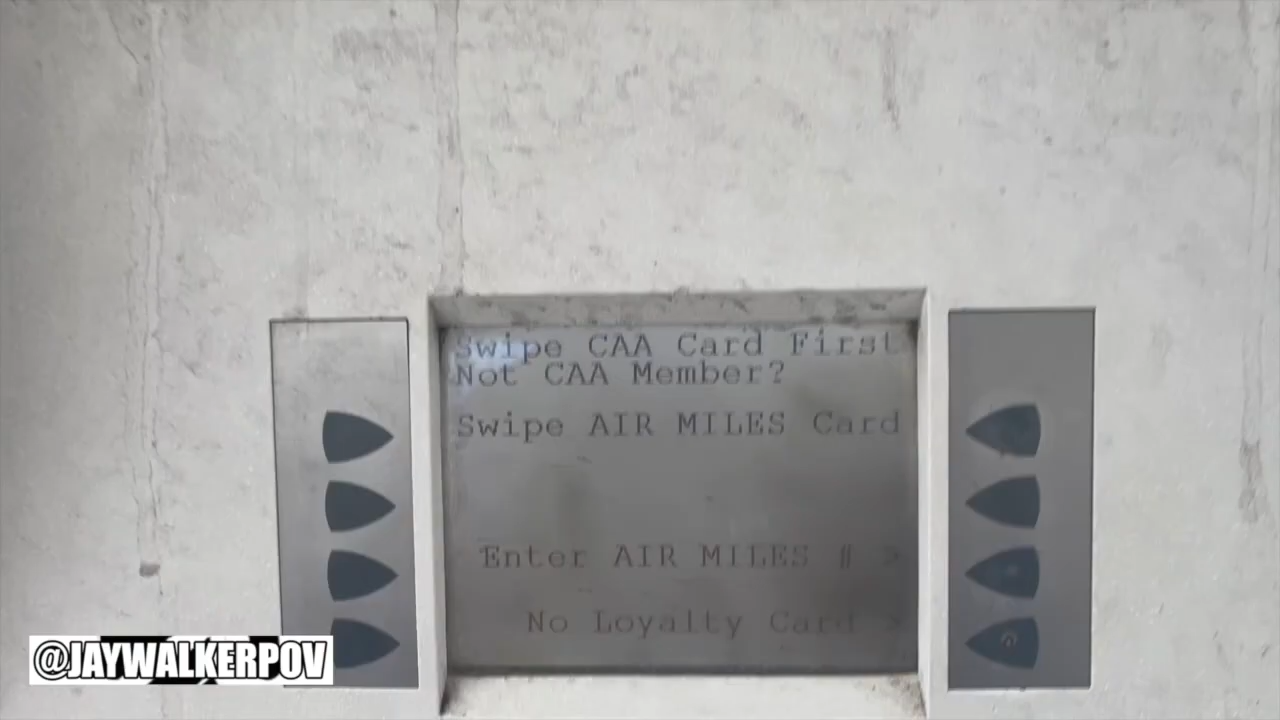 Swipe CAA Card First
Not CAA Member?
Swipe AIR MILES Card
Enter AIR MILES # >
No Loyalty Card >
@JAYWALKERPOV